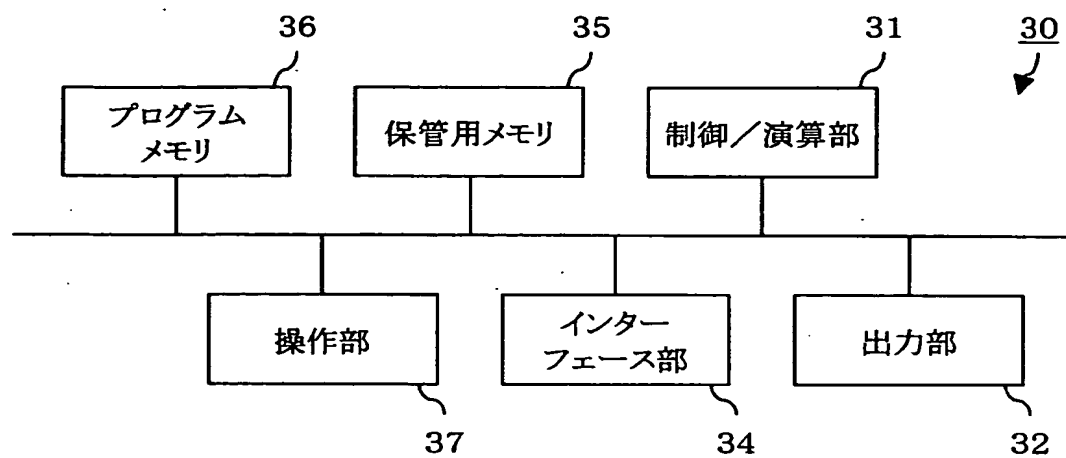 36
35
31
30
プログラム
メモリ
保管用メモリ
制御／演算部
操作部
インター
フェース部
出力部
37
34
32